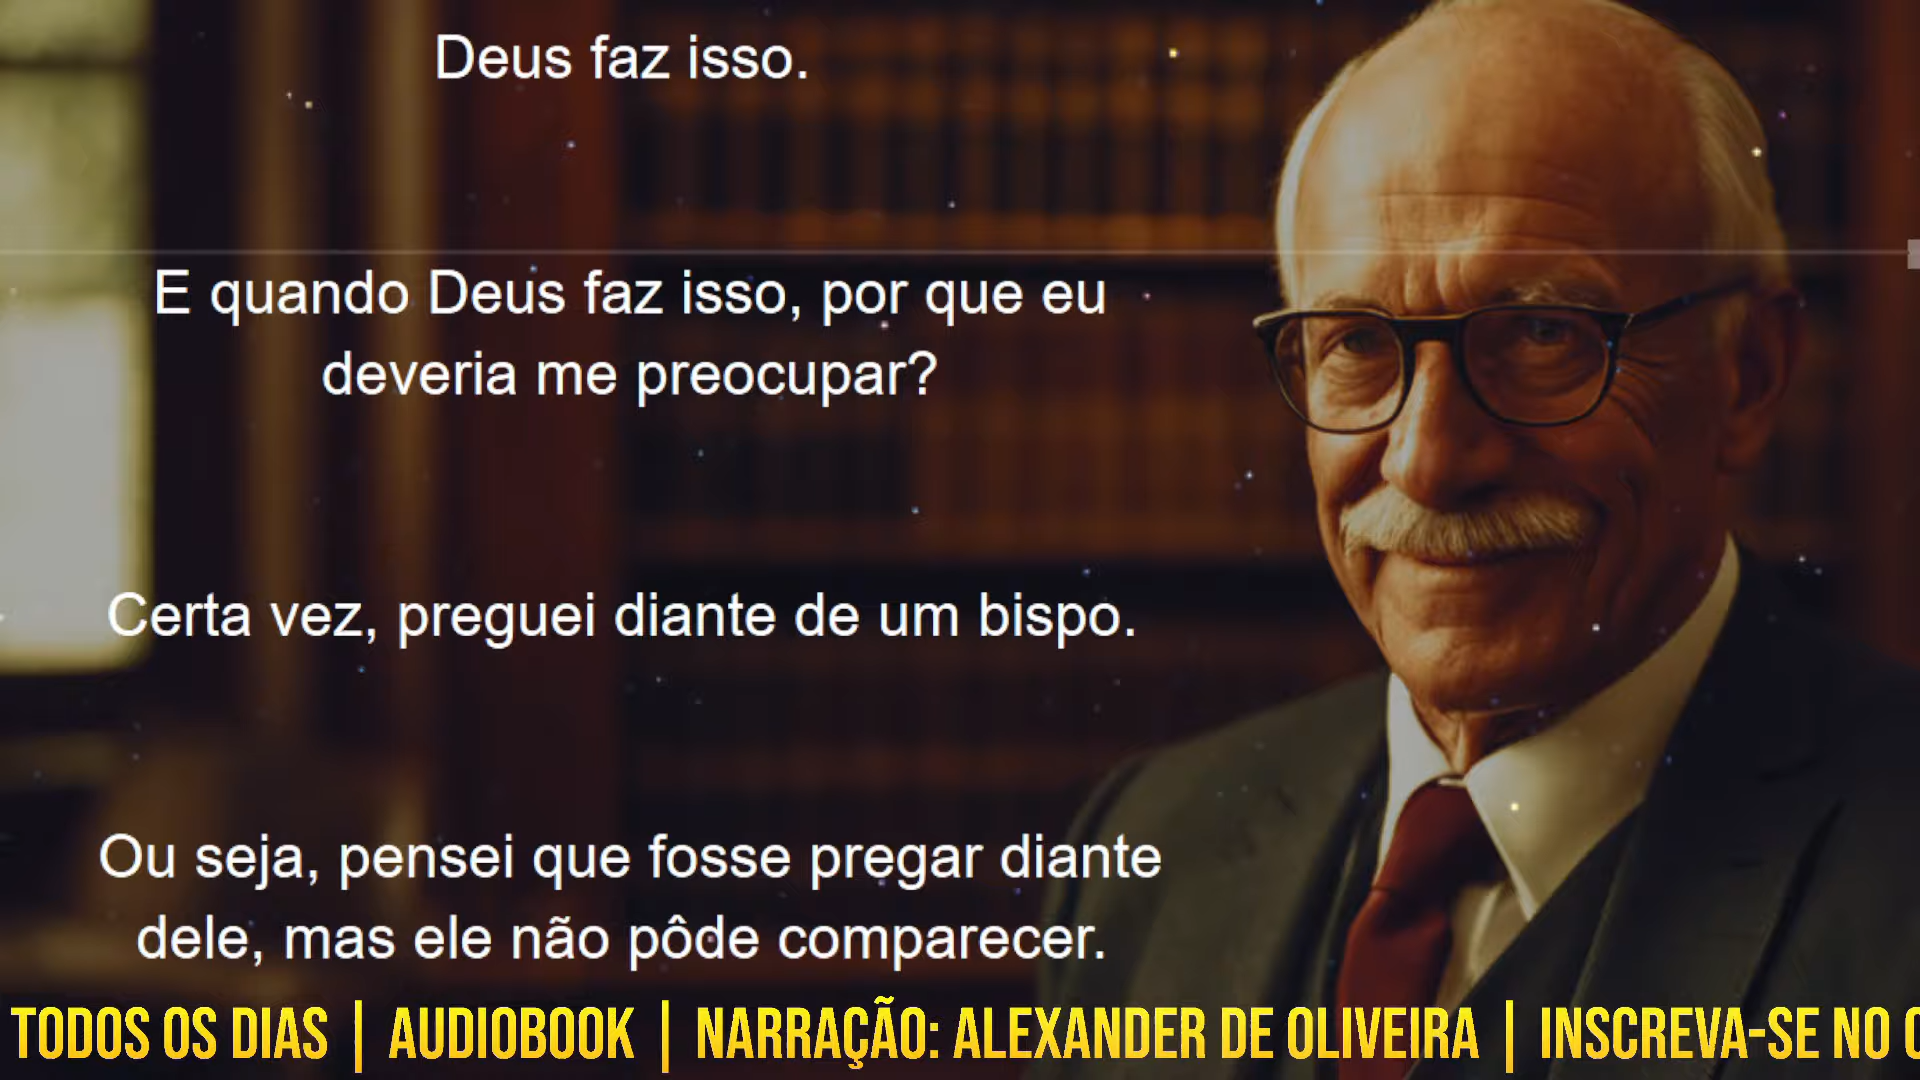 Deus faz isso.
E quando Deus faz isso, por que eu
deveria me preocupar?
Certa vez, preguei diante de um bispo.
Ou seja, pensei que fosse pregar diante
dele, mas ele não pôde comparecer.
TODOS OS DIAS | AUDIOBOOK | NARRAÇÃO: ALEXANDER DE OLIVEIRA | INSCREVA-SE NO